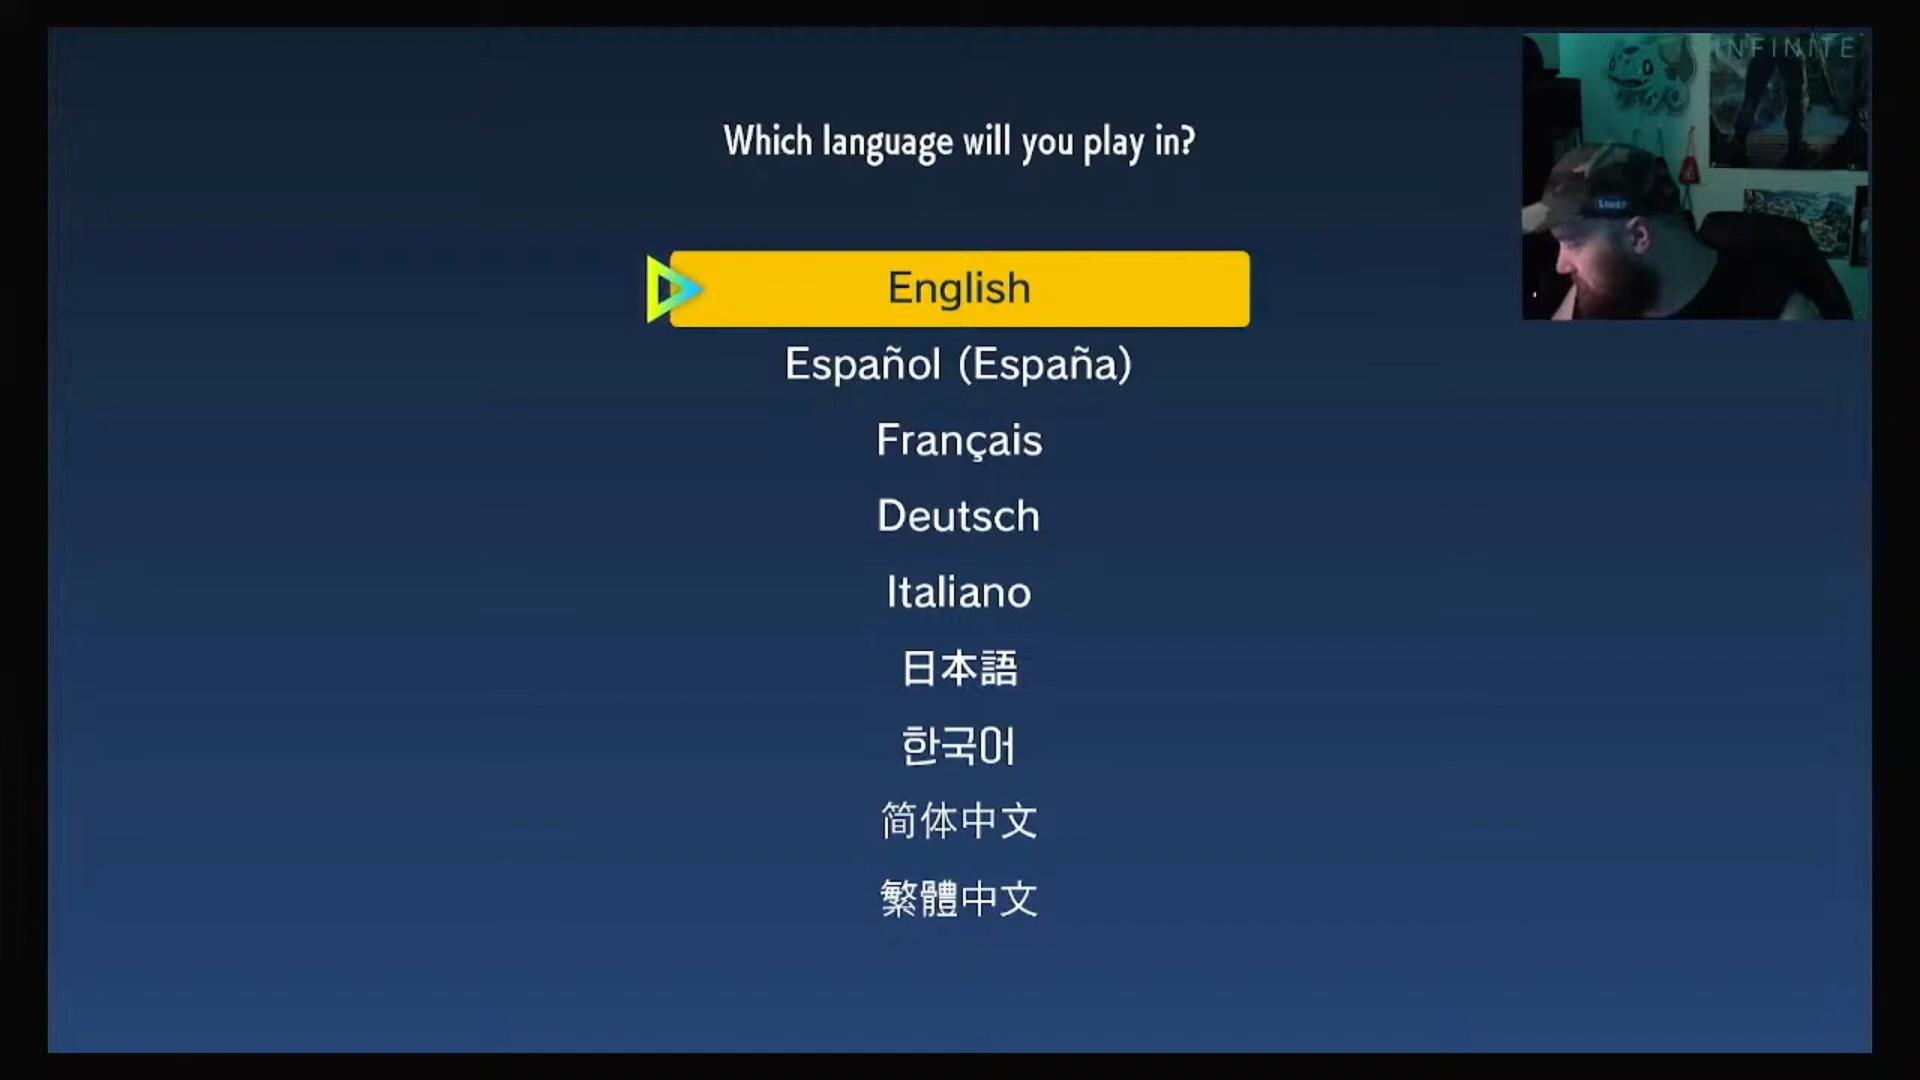 INFINITE
Which language will you play in?
English
Español (España)
Français
Deutsch
Italiano
日本語
한국어
简体中文
繁體中文